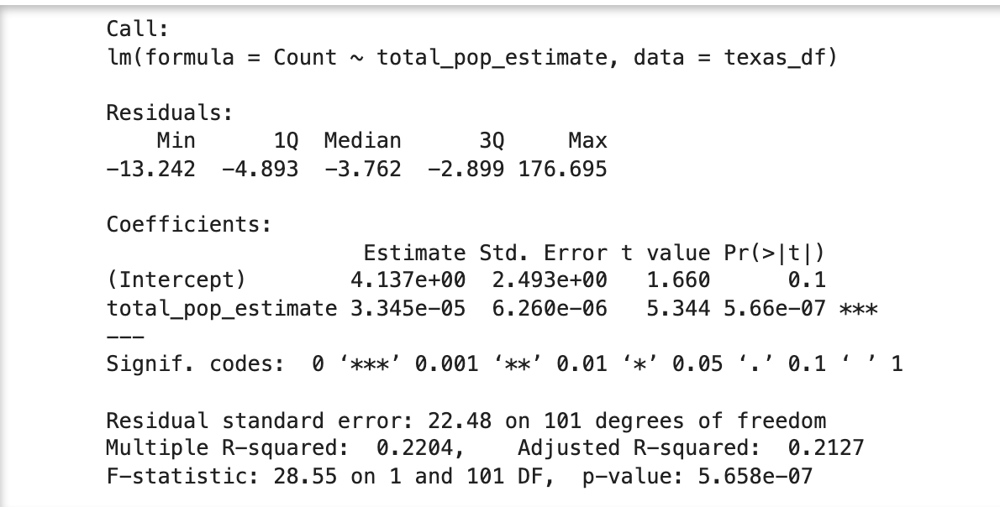 Call:
lm(formula = Count ~ total_pop_estimate, data = texas_df)
Residuals:
Min 1Q Median 3Q Max
−13.242 −4.893 −3.762 −2.899 176.695
Coefficients:
Estimate Std. Error t value Pr(>|t|)
(Intercept) 4.137e+00 2.493e+00 1.660 0.1
total_pop_estimate 3.345e−05 6.260e−06 5.344 5.66e−07 ***
---
Signif. codes: 0 ‘***’ 0.001 ‘**’ 0.01 ‘*’ 0.05 ‘.’ 0.1 ‘ ’ 1
Residual standard error: 22.48 on 101 degrees of freedom
Multiple R−squared: 0.2204, Adjusted R−squared: 0.2127
F−statistic: 28.55 on 1 and 101 DF, p−value: 5.658e−07